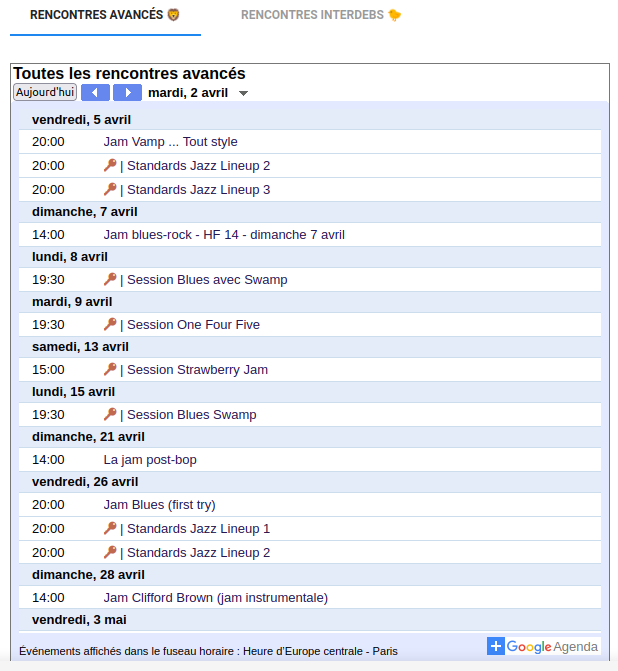 RENCONTRES AVANCÉS 🦁 RENCONTRES INTERDEBS 🐤
Toutes les rencontres avancés
Aujourd'hui mardi, 2 avril
vendredi, 5 avril
20:00 Jam Vamp ... Tout style
20:00 🔑 | Standards Jazz Lineup 2
20:00 🔑 | Standards Jazz Lineup 3
dimanche, 7 avril
14:00 Jam blues-rock - HF 14 - dimanche 7 avril
lundi, 8 avril
19:30 🔑 | Session Blues avec Swamp
mardi, 9 avril
19:30 🔑 | Session One Four Five
samedi, 13 avril
15:00 🔑 | Session Strawberry Jam
lundi, 15 avril
19:30 🔑 | Session Blues Swamp
dimanche, 21 avril
14:00 La jam post-bop
vendredi, 26 avril
20:00 Jam Blues (first try)
20:00 🔑 | Standards Jazz Lineup 1
20:00 🔑 | Standards Jazz Lineup 2
dimanche, 28 avril
14:00 Jam Clifford Brown (jam instrumentale)
vendredi, 3 mai
Événements affichés dans le fuseau horaire : Heure d'Europe centrale - Paris
Google Agenda